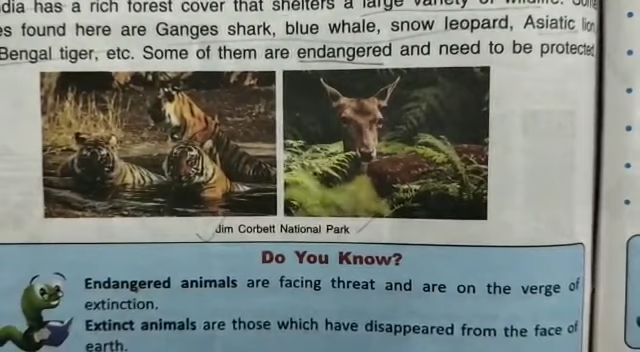 dia has a rich forest cover that shelters a large variety of wildlife. Some
es found here are Ganges shark, blue whale, snow leopard, Asiatic lion
Bengal tiger, etc. Some of them are endangered and need to be protected
Jim Corbett National Park
Do You Know?
Endangered animals are facing threat and are on the verge of
extinction.
Extinct animals are those which have disappeared from the face of
earth.